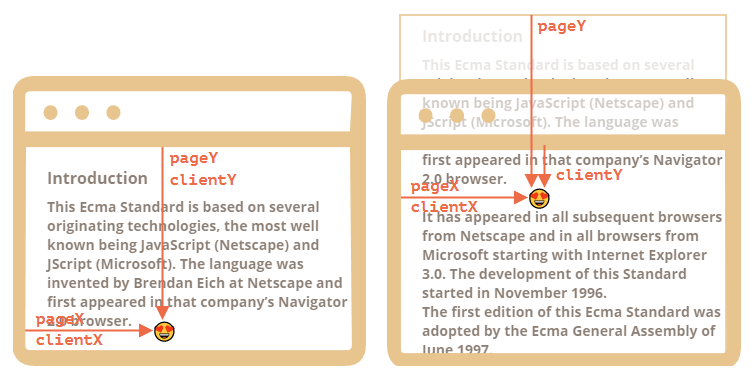 pageY
clientY
Introduction
This Ecma Standard is based on several
originating technologies, the most well
known being JavaScript (Netscape) and
JScript (Microsoft). The language was
invented by Brendan Eich at Netscape and
first appeared in that company’s Navigator
2.0 browser.
pageX
clientX
pageY
Introduction
This Ecma Standard is based on several
known being JavaScript (Netscape) and
JScript (Microsoft). The language was
first appeared in that company’s Navigator
2.0 browser.
clientY
pageX
clientX
It has appeared in all subsequent browsers
from Netscape and in all browsers from
Microsoft starting with Internet Explorer
3.0. The development of this Standard
started in November 1996.
The first edition of this Ecma Standard was
adopted by the Ecma General Assembly of
June 1997.